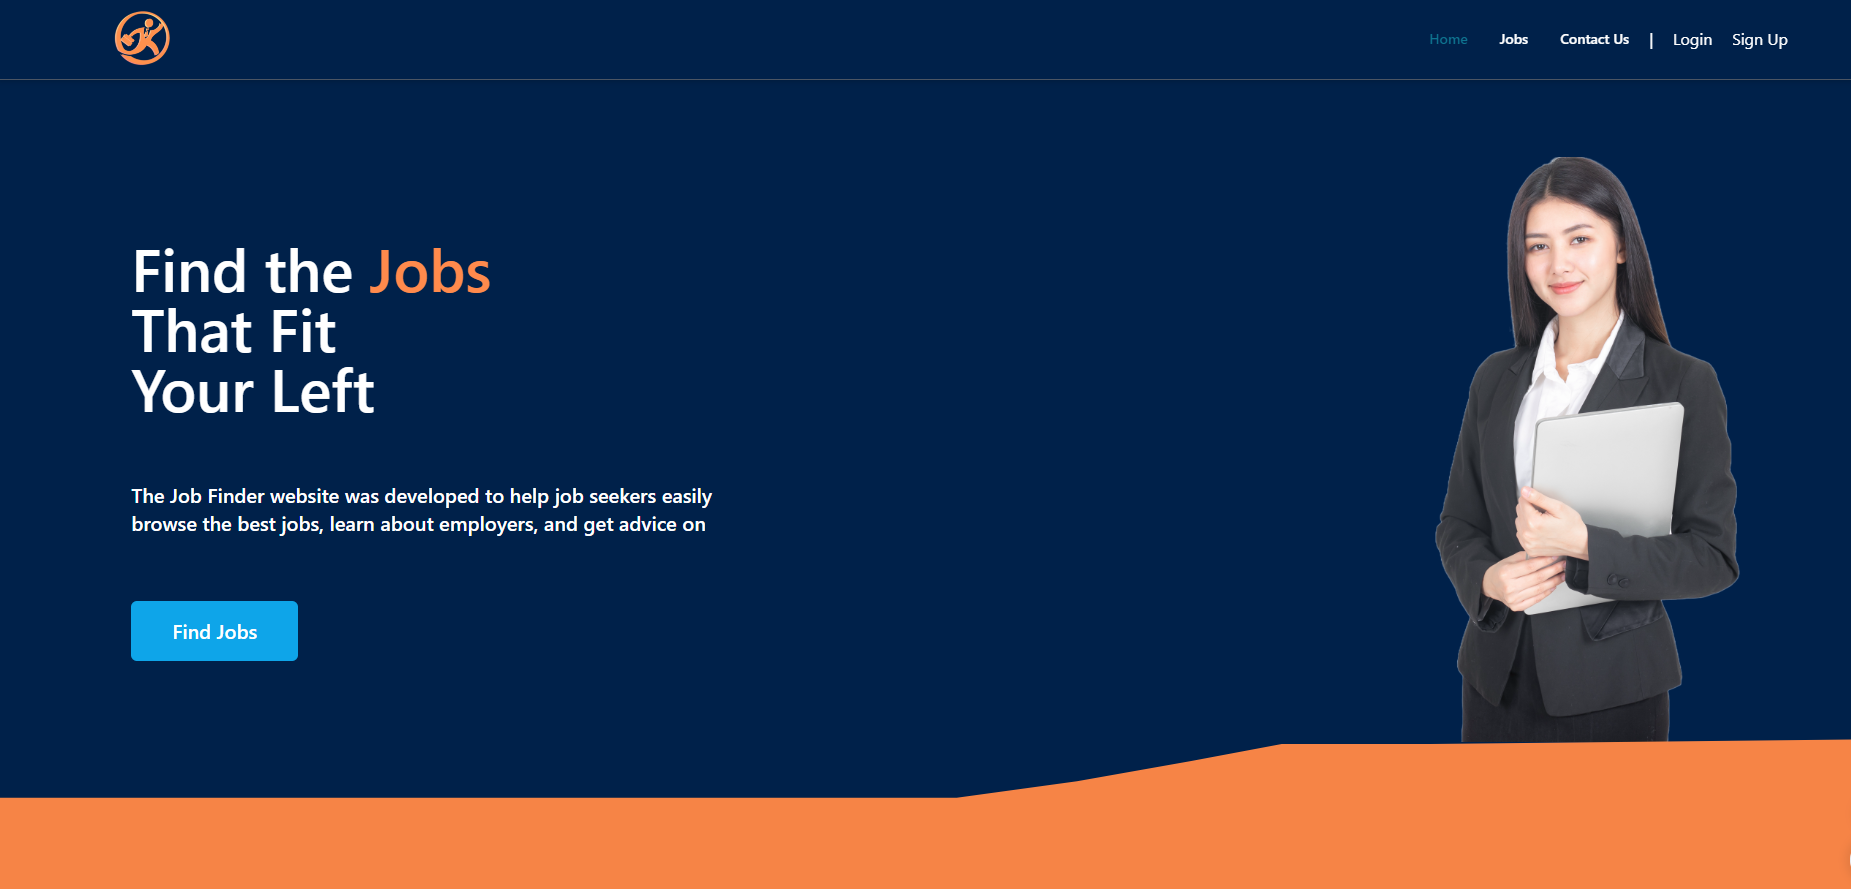 Home Jobs Contact Us | Login Sign Up
Find the Jobs
That Fit
Your Left
The Job Finder website was developed to help job seekers easily
browse the best jobs, learn about employers, and get advice on
Find Jobs